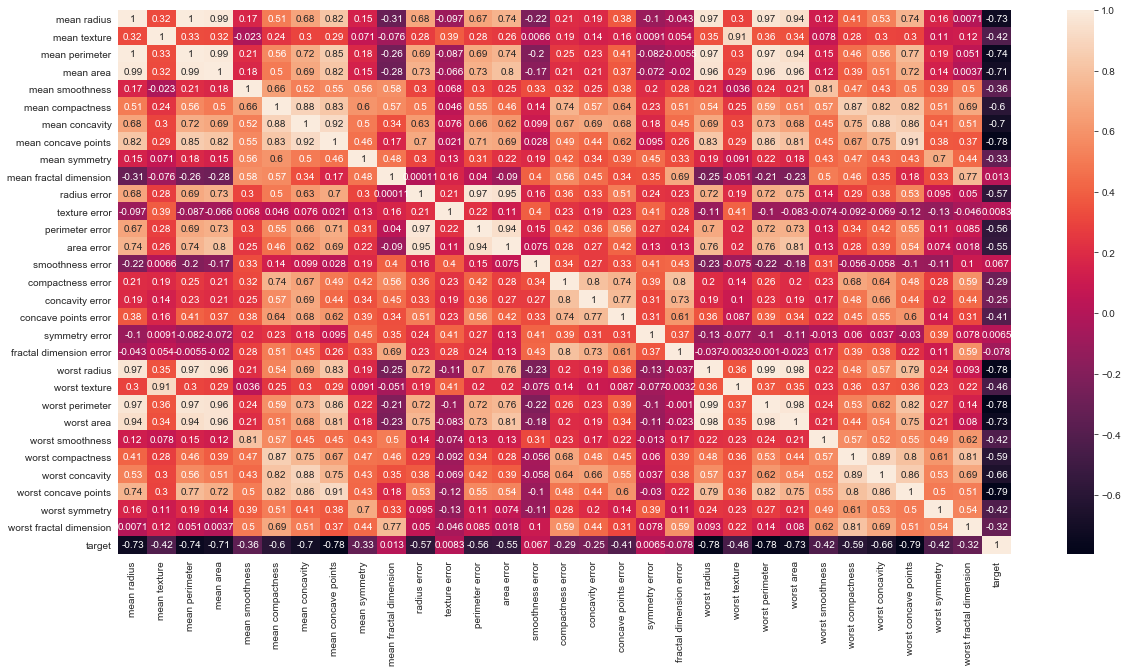 mean radius 1 0.32 1 0.99 0.17 0.51 0.68 0.82 0.15 -0.31 0.68 -0.097 0.67 0.74 -0.22 0.21 0.19 0.38 -0.1 -0.043 0.97 0.3 0.97 0.94 0.12 0.41 0.53 0.74 0.16 0.0071 -0.73
mean texture 0.32 1 0.33 0.32 -0.023 0.24 0.3 0.29 0.071 -0.076 0.28 0.39 0.28 0.26 0.0066 0.19 0.14 0.16 0.0091 0.054 0.35 0.91 0.36 0.34 0.078 0.28 0.3 0.3 0.11 0.12 -0.42
mean perimeter 1 0.33 1 0.99 0.21 0.56 0.72 0.85 0.18 -0.26 0.69 -0.087 0.69 0.74 -0.2 0.25 0.23 0.41 -0.082 -0.0055 0.97 0.3 0.97 0.94 0.15 0.46 0.56 0.77 0.19 0.051 -0.74
mean area 0.99 0.32 0.99 1 0.18 0.5 0.69 0.82 0.15 -0.28 0.73 -0.066 0.73 0.8 -0.17 0.21 0.21 0.37 -0.072 -0.02 0.96 0.29 0.96 0.96 0.12 0.39 0.51 0.72 0.14 0.0037 -0.71
mean smoothness 0.17 -0.023 0.21 0.18 1 0.66 0.52 0.55 0.56 0.58 0.3 0.068 0.3 0.25 0.33 0.32 0.25 0.38 0.2 0.28 0.21 0.036 0.24 0.21 0.81 0.47 0.43 0.5 0.39 0.5 -0.36
mean compactness 0.51 0.24 0.56 0.5 0.66 1 0.88 0.83 0.6 0.57 0.5 0.046 0.55 0.46 0.14 0.74 0.57 0.64 0.23 0.51 0.54 0.25 0.59 0.51 0.57 0.87 0.82 0.82 0.51 0.69 -0.6
mean concavity 0.68 0.3 0.72 0.69 0.52 0.88 1 0.92 0.5 0.34 0.63 0.076 0.66 0.62 0.099 0.67 0.69 0.68 0.18 0.45 0.69 0.3 0.73 0.68 0.45 0.75 0.88 0.86 0.41 0.51 -0.7
mean concave points 0.82 0.29 0.85 0.82 0.55 0.83 0.92 1 0.46 0.17 0.7 0.021 0.71 0.69 0.028 0.49 0.44 0.62 0.095 0.26 0.83 0.29 0.86 0.81 0.45 0.67 0.75 0.91 0.38 0.37 -0.78
mean symmetry 0.15 0.071 0.18 0.15 0.56 0.6 0.5 0.46 1 0.48 0.3 0.13 0.31 0.22 0.19 0.42 0.34 0.39 0.45 0.33 0.19 0.091 0.22 0.18 0.43 0.47 0.43 0.43 0.7 0.44 -0.33
mean fractal dimension -0.31 -0.076 -0.26 -0.28 0.58 0.57 0.34 0.17 0.48 1 0.00011 0.16 0.04 -0.09 0.4 0.56 0.45 0.34 0.35 0.69 -0.25 -0.051 -0.21 -0.23 0.5 0.46 0.35 0.18 0.33 0.77 0.013
radius error 0.68 0.28 0.69 0.73 0.3 0.5 0.63 0.7 0.3 0.00011 1 0.21 0.97 0.95 0.16 0.36 0.33 0.51 0.24 0.23 0.72 0.19 0.72 0.75 0.14 0.29 0.38 0.53 0.095 0.05 -0.57
texture error -0.097 0.39 -0.087 -0.066 0.068 0.046 0.076 0.021 0.13 0.16 0.21 1 0.22 0.11 0.4 0.23 0.19 0.23 0.41 0.28 -0.11 0.41 -0.1 -0.083 -0.074 -0.092 -0.069 -0.12 -0.13 -0.046 0.0083
perimeter error 0.67 0.28 0.69 0.73 0.3 0.55 0.66 0.71 0.31 0.04 0.97 0.22 1 0.94 0.15 0.42 0.36 0.56 0.27 0.24 0.7 0.2 0.72 0.73 0.13 0.34 0.42 0.55 0.11 0.085 -0.56
area error 0.74 0.26 0.74 0.8 0.25 0.46 0.62 0.69 0.22 -0.09 0.95 0.11 0.94 1 0.075 0.28 0.27 0.42 0.13 0.13 0.76 0.2 0.76 0.81 0.13 0.28 0.39 0.54 0.074 0.018 -0.55
smoothness error -0.22 0.0066 -0.2 -0.17 0.33 0.14 0.099 0.028 0.19 0.4 0.16 0.4 0.15 0.075 1 0.34 0.27 0.33 0.41 0.43 -0.23 -0.075 -0.22 -0.18 0.31 -0.056 -0.058 -0.1 -0.11 0.1 0.067
compactness error 0.21 0.19 0.25 0.21 0.32 0.74 0.67 0.49 0.42 0.56 0.36 0.23 0.42 0.28 0.34 1 0.8 0.74 0.39 0.8 0.2 0.14 0.26 0.2 0.23 0.68 0.64 0.48 0.28 0.59 -0.29
concavity error 0.19 0.14 0.23 0.21 0.25 0.57 0.69 0.44 0.34 0.45 0.33 0.19 0.36 0.27 0.27 0.8 1 0.77 0.31 0.73 0.19 0.1 0.23 0.19 0.17 0.48 0.66 0.44 0.2 0.44 -0.25
concave points error 0.38 0.16 0.41 0.37 0.38 0.64 0.68 0.62 0.39 0.34 0.51 0.23 0.56 0.42 0.33 0.74 0.77 1 0.31 0.61 0.36 0.087 0.39 0.34 0.22 0.45 0.55 0.6 0.14 0.31 -0.41
symmetry error -0.1 0.0091 -0.082 -0.072 0.2 0.23 0.18 0.095 0.45 0.35 0.24 0.41 0.27 0.13 0.41 0.39 0.31 0.31 1 0.37 -0.13 -0.077 -0.1 -0.11 -0.013 0.06 0.037 -0.03 0.39 0.078 0.0065
fractal dimension error -0.043 0.054 -0.0055 -0.02 0.28 0.51 0.45 0.26 0.33 0.69 0.23 0.28 0.24 0.13 0.43 0.8 0.73 0.61 0.37 1 -0.037 -0.0032 -0.001 -0.023 0.17 0.39 0.38 0.22 0.11 0.59 -0.078
worst radius 0.97 0.35 0.97 0.96 0.21 0.54 0.69 0.83 0.19 -0.25 0.72 -0.11 0.7 0.76 -0.23 0.2 0.19 0.36 -0.13 -0.037 1 0.36 0.99 0.98 0.22 0.48 0.57 0.79 0.24 0.093 -0.78
worst texture 0.3 0.91 0.3 0.29 0.036 0.25 0.3 0.29 0.091 -0.051 0.19 0.41 0.2 0.2 -0.075 0.14 0.1 0.087 -0.077 -0.0032 0.36 1 0.37 0.35 0.23 0.36 0.37 0.36 0.23 0.22 -0.46
worst perimeter 0.97 0.36 0.97 0.96 0.24 0.59 0.73 0.86 0.22 -0.21 0.72 -0.1 0.72 0.76 -0.22 0.26 0.23 0.39 -0.1 -0.001 0.99 0.37 1 0.98 0.24 0.53 0.62 0.82 0.27 0.14 -0.78
worst area 0.94 0.34 0.94 0.96 0.21 0.51 0.68 0.81 0.18 -0.23 0.75 -0.083 0.73 0.81 -0.18 0.2 0.19 0.34 -0.11 -0.023 0.98 0.35 0.98 1 0.21 0.44 0.54 0.75 0.21 0.08 -0.73
worst smoothness 0.12 0.078 0.15 0.12 0.81 0.57 0.45 0.45 0.43 0.5 0.14 -0.074 0.13 0.13 0.31 0.23 0.17 0.22 -0.013 0.17 0.22 0.23 0.24 0.21 1 0.57 0.52 0.55 0.49 0.62 -0.42
worst compactness 0.41 0.28 0.46 0.39 0.47 0.87 0.75 0.67 0.47 0.46 0.29 -0.092 0.34 0.28 -0.056 0.68 0.48 0.45 0.06 0.39 0.48 0.36 0.53 0.44 0.57 1 0.89 0.8 0.61 0.81 -0.59
worst concavity 0.53 0.3 0.56 0.51 0.43 0.82 0.88 0.75 0.43 0.35 0.38 -0.069 0.42 0.39 -0.058 0.64 0.66 0.55 0.037 0.38 0.57 0.37 0.62 0.54 0.52 0.89 1 0.86 0.53 0.69 -0.66
worst concave points 0.74 0.3 0.77 0.72 0.5 0.82 0.86 0.91 0.43 0.18 0.53 -0.12 0.55 0.54 -0.1 0.48 0.44 0.6 -0.03 0.22 0.79 0.36 0.82 0.75 0.55 0.8 0.86 1 0.5 0.51 -0.79
worst symmetry 0.16 0.11 0.19 0.14 0.39 0.51 0.41 0.38 0.7 0.33 0.095 -0.13 0.11 0.074 -0.11 0.28 0.2 0.14 0.39 0.11 0.24 0.23 0.27 0.21 0.49 0.61 0.53 0.5 1 0.54 -0.42
worst fractal dimension 0.0071 0.12 0.051 0.0037 0.5 0.69 0.51 0.37 0.44 0.77 0.05 -0.046 0.085 0.018 0.1 0.59 0.44 0.31 0.078 0.59 0.093 0.22 0.14 0.08 0.62 0.81 0.69 0.51 0.54 1 -0.32
target -0.73 -0.42 -0.74 -0.71 -0.36 -0.6 -0.7 -0.78 -0.33 0.013 -0.57 0.0083 -0.56 -0.55 0.067 -0.29 -0.25 -0.41 0.0065 -0.078 -0.78 -0.46 -0.78 -0.73 -0.42 -0.59 -0.66 -0.79 -0.42 -0.32 1
mean radius
mean texture
mean perimeter
mean area
mean smoothness
mean compactness
mean concavity
mean concave points
mean symmetry
mean fractal dimension
radius error
texture error
perimeter error
area error
smoothness error
compactness error
concavity error
concave points error
symmetry error
fractal dimension error
worst radius
worst texture
worst perimeter
worst area
worst smoothness
worst compactness
worst concavity
worst concave points
worst symmetry
worst fractal dimension
target
1.0
0.8
0.6
0.4
0.2
0.0
-0.2
-0.4
-0.6